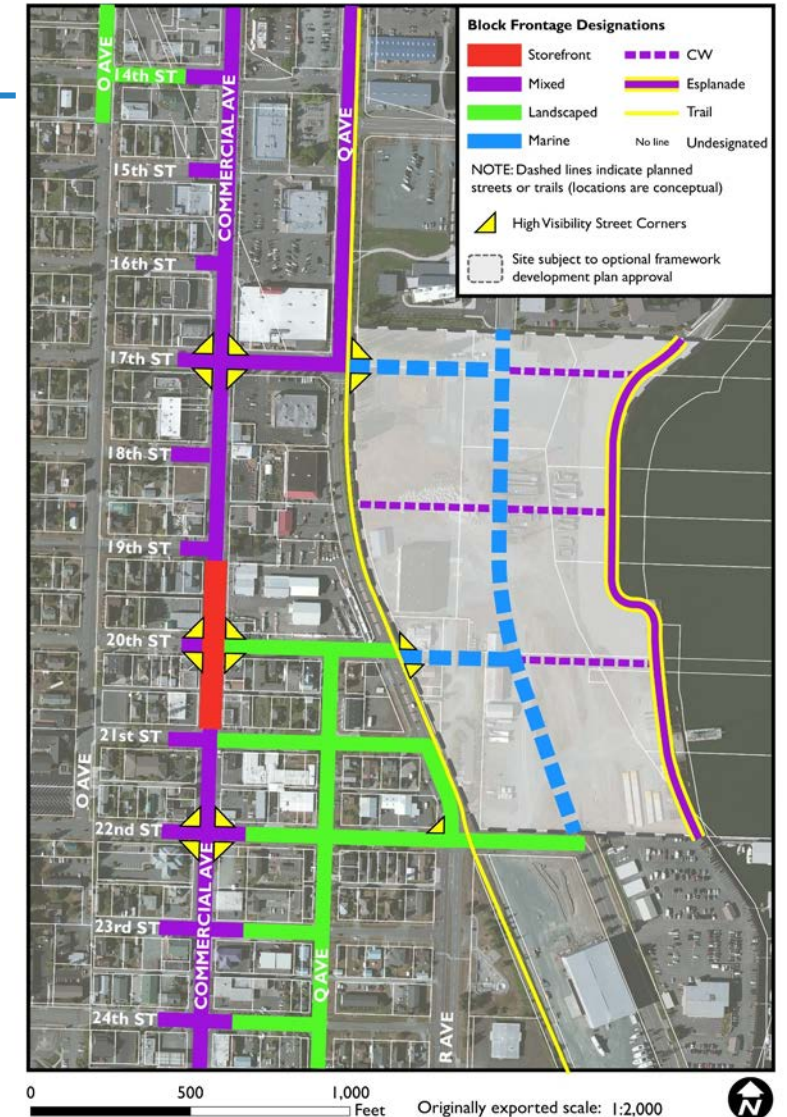 Block Frontage Designations
Storefront
CW
Mixed
Esplanade
Landscaped
Trail
Marine
No line
Undesignated
NOTE: Dashed lines indicate planned
streets or trails (locations are conceptual)
High Visibility Street Corners
Site subject to optional framework
development plan approval
O AVE
14th ST
COMMERCIAL AVE
Q AVE
15th ST
16th ST
17th ST
18th ST
19th ST
20th ST
21st ST
O AVE
22nd ST
COMMERCIAL AVE
23rd ST
Q AVE
24th ST
R AVE
0 500 1,000
Feet
Originally exported scale: 1:2,000
N